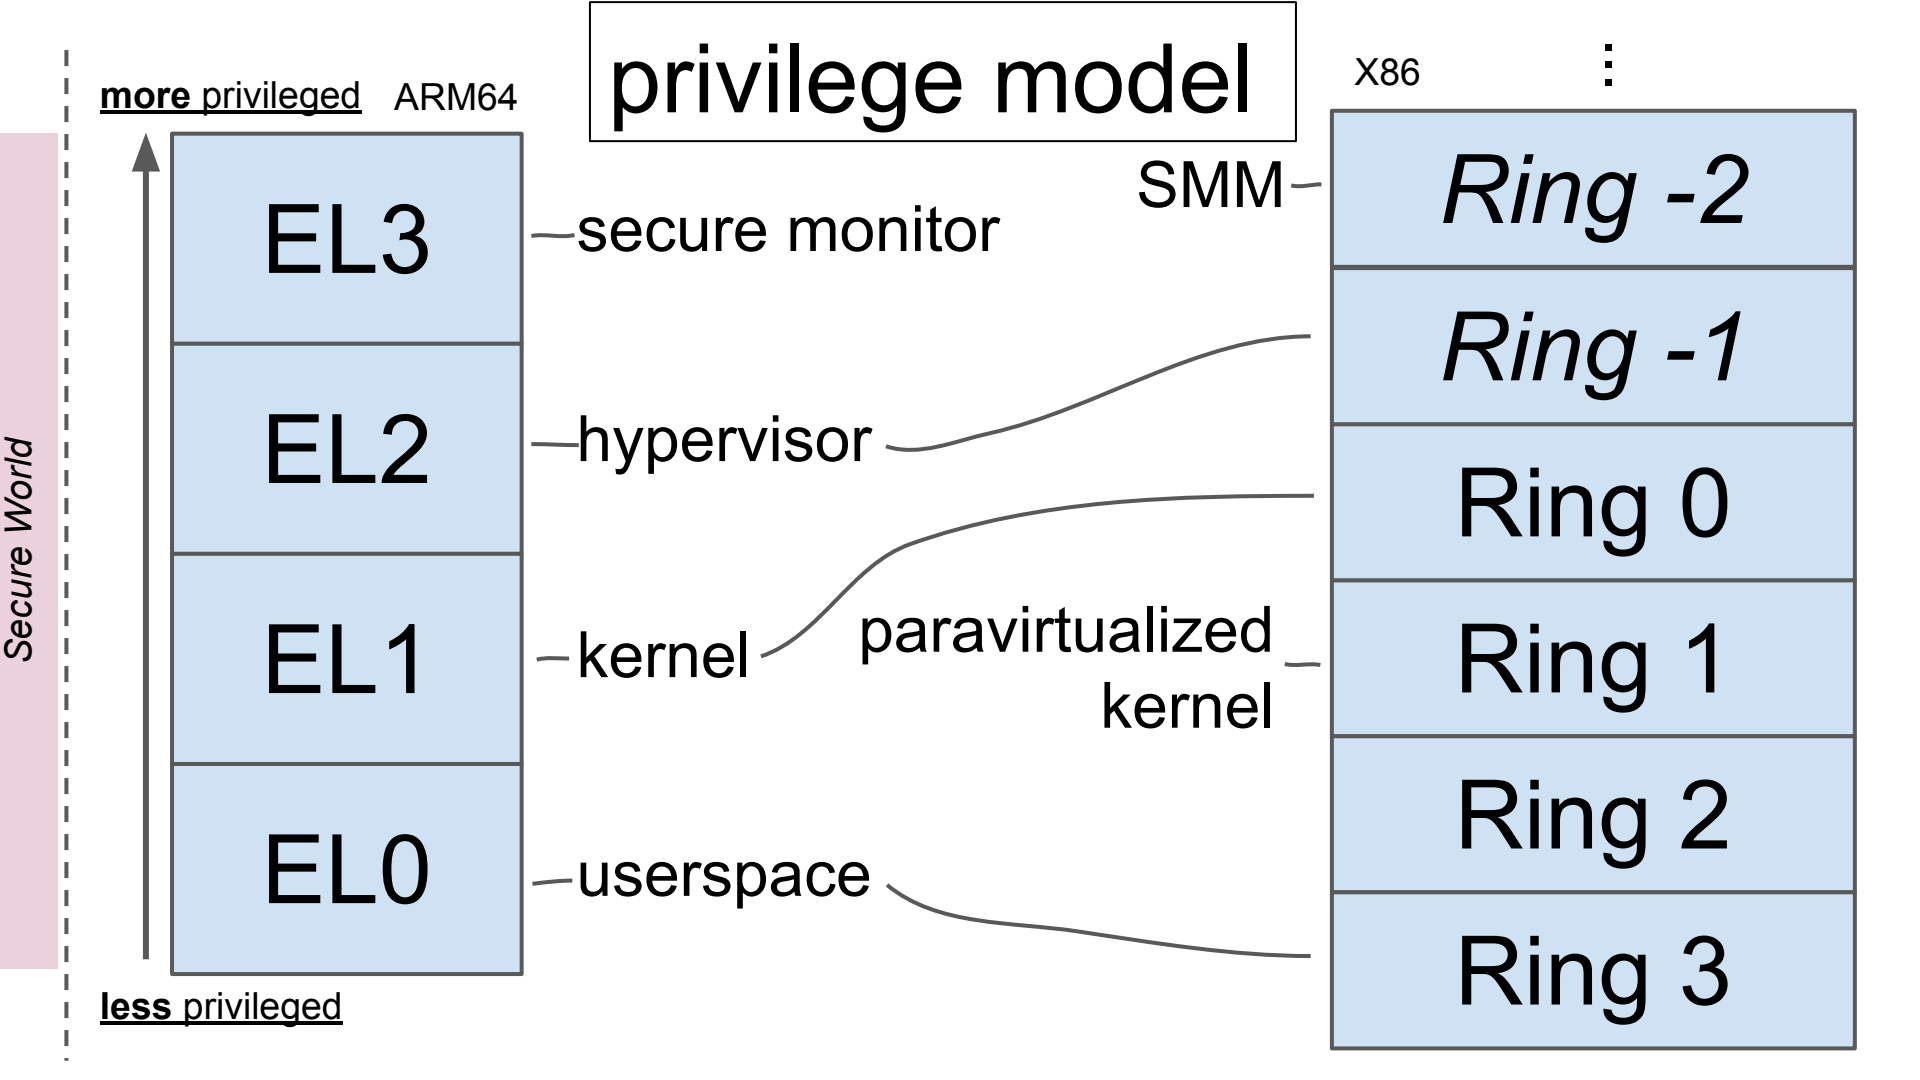 privilege model
more privileged
ARM64
EL3
EL2
EL1
EL0
less privileged
Secure World
secure monitor
hypervisor
kernel
userspace
SMM
paravirtualized
kernel
X86
⋮
Ring -2
Ring -1
Ring 0
Ring 1
Ring 2
Ring 3